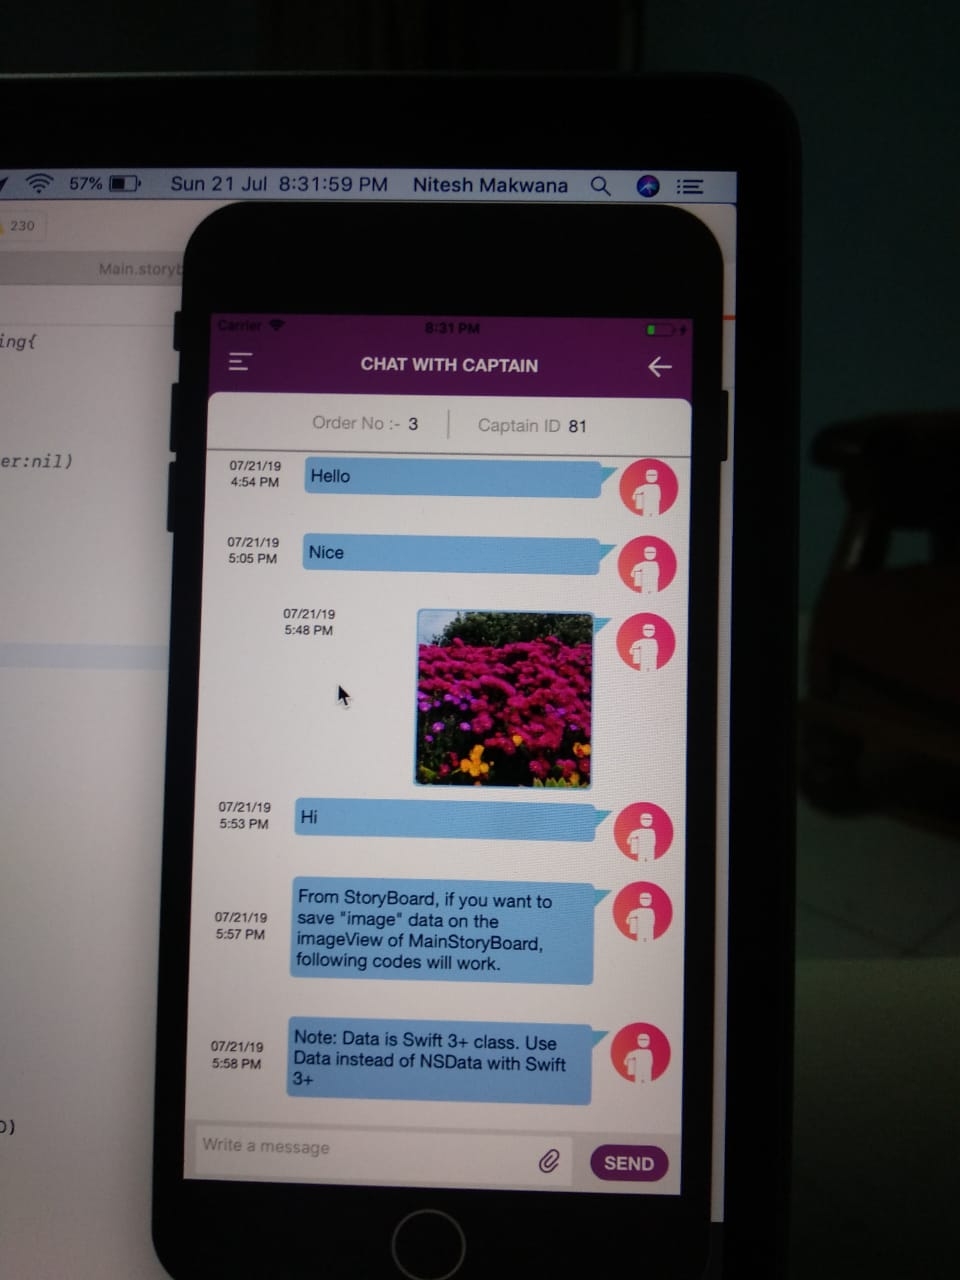 57% Sun 21 Jul 8:31:59 PM Nitesh Makwana
230
Main.storyb
ing{
er:nil)
Carrier 8:31 PM
CHAT WITH CAPTAIN
Order No :- 3 Captain ID 81
07/21/19
4:54 PM
Hello
07/21/19
5:05 PM
Nice
07/21/19
5:48 PM
07/21/19
5:53 PM
Hi
07/21/19
5:57 PM
From StoryBoard, if you want to
save "image" data on the
imageView of MainStoryBoard,
following codes will work.
07/21/19
5:58 PM
Note: Data is Swift 3+ class. Use
Data instead of NSData with Swift
3+
Write a message
SEND